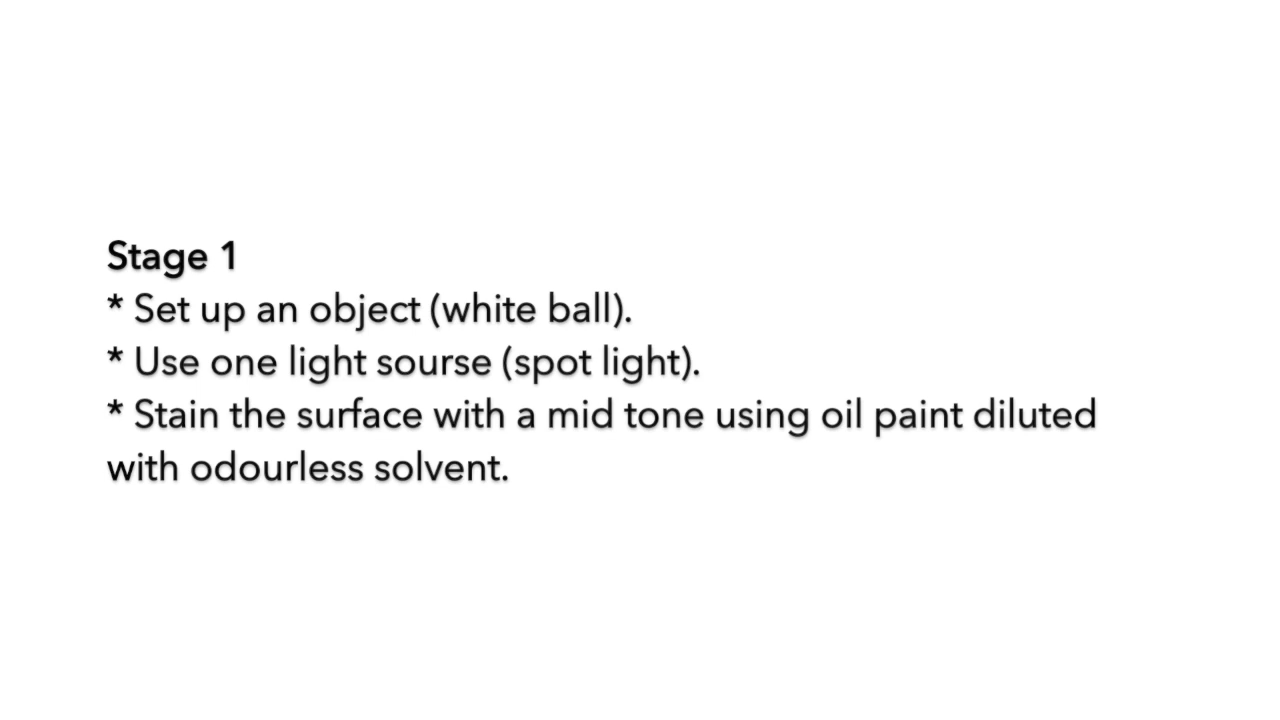 Stage 1
* Set up an object (white ball).
* Use one light sourse (spot light).
* Stain the surface with a mid tone using oil paint diluted
with odourless solvent.